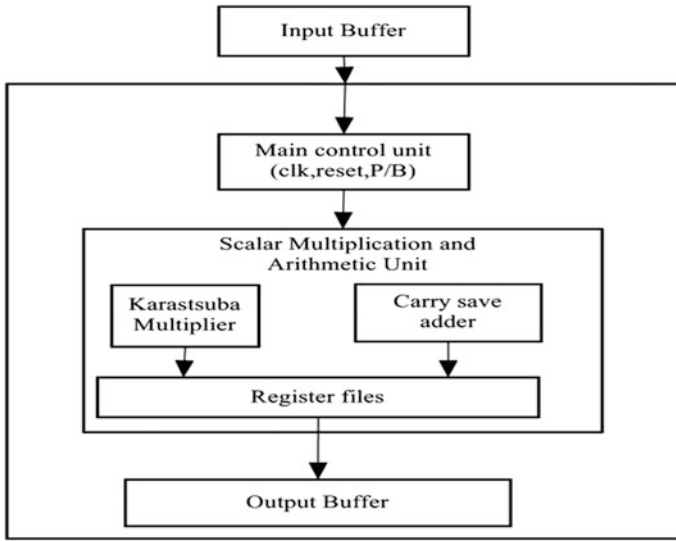 Input Buffer
Main control unit
(clk,reset,P/B)
Scalar Multiplication and
Arithmetic Unit
Karastsuba
Multiplier
Carry save
adder
Register files
Output Buffer